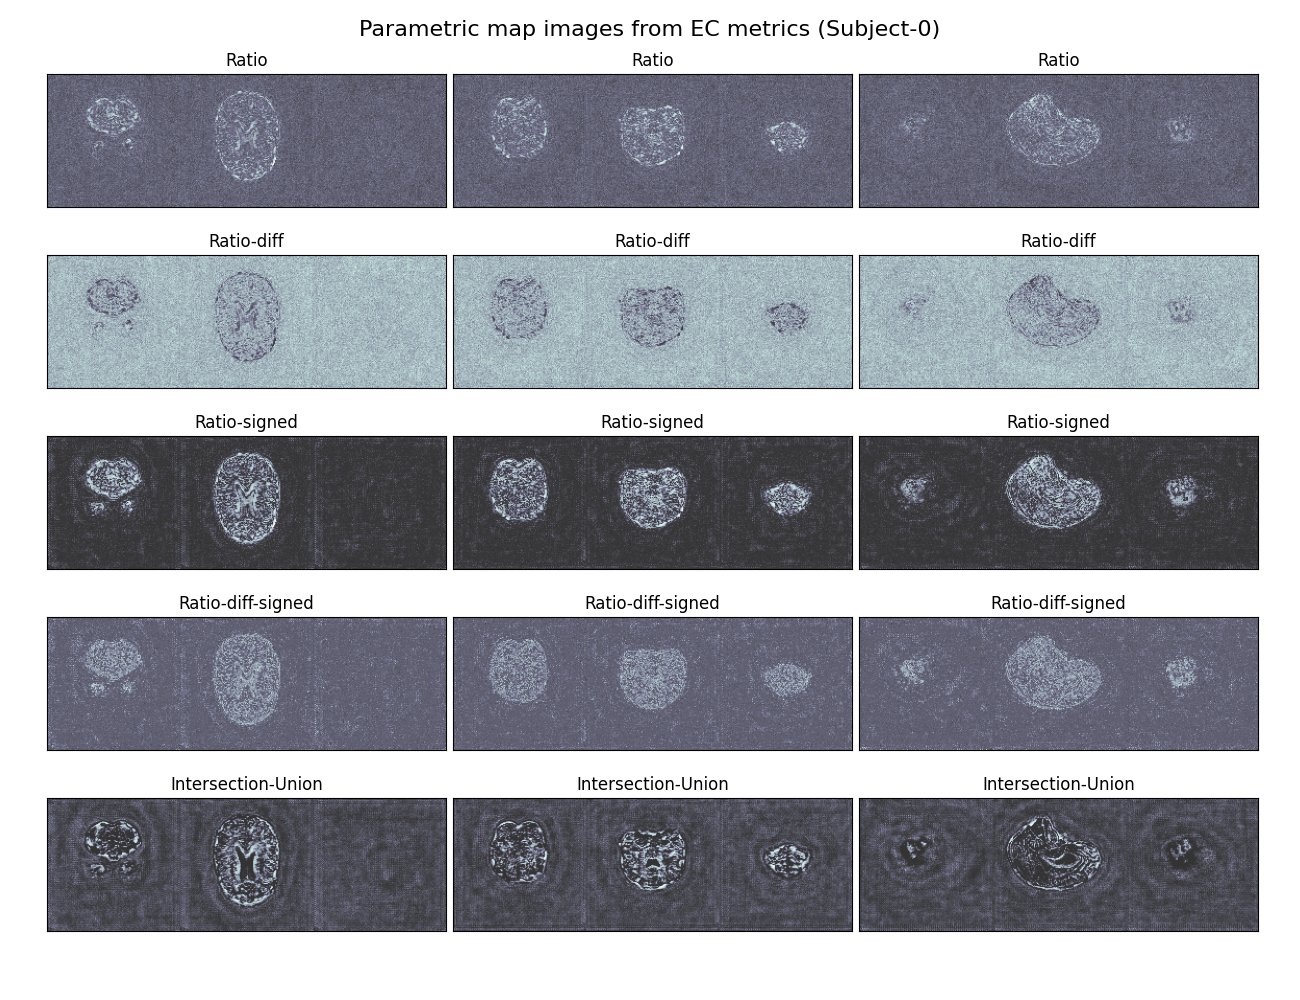 Parametric map images from EC metrics (Subject-0)
Ratio Ratio Ratio
Ratio-diff Ratio-diff Ratio-diff
Ratio-signed Ratio-signed Ratio-signed
Ratio-diff-signed Ratio-diff-signed Ratio-diff-signed
Intersection-Union Intersection-Union Intersection-Union